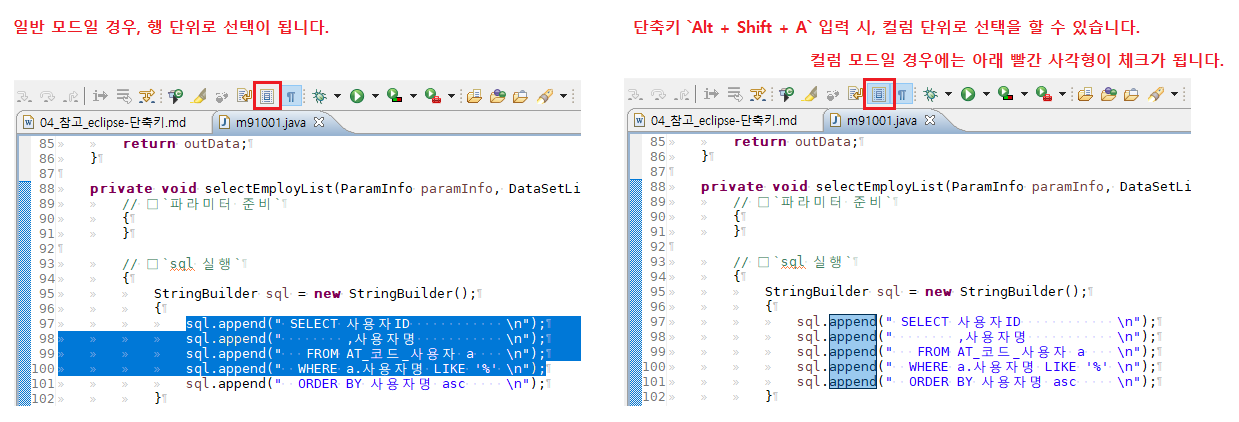 일반 모드일 경우, 행 단위로 선택이 됩니다.
단축키 `Alt + Shift + A` 입력 시, 컬럼 단위로 선택을 할 수 있습니다.
컬럼 모드일 경우에는 아래 빨간 사각형이 체크가 됩니다.
04_참고_eclipse-단축키.md
m91001.java
85 return outData;
86 }
87
88 private void selectEmployList(ParamInfo paramInfo, DataSetLi
89 // □`파라미터 준비`
90 {
91 }
92
93 // □`sql 실행`
94 {
95 StringBuilder sql = new StringBuilder();
96 {
97 sql.append(" SELECT 사용자ID \n");
98 sql.append(" ,사용자명 \n");
99 sql.append(" FROM AT_코드_사용자 a \n");
100 sql.append(" WHERE a.사용자명 LIKE '%' \n");
101 sql.append(" ORDER BY 사용자명 asc \n");
102 }
04_참고_eclipse-단축키.md
m91001.java
85 return outData;
86 }
87
88 private void selectEmployList(ParamInfo paramInfo, DataSetLi
89 // □`파라미터 준비`
90 {
91 }
92
93 // □`sql 실행`
94 {
95 StringBuilder sql = new StringBuilder();
96 {
97 sql.append(" SELECT 사용자ID \n");
98 sql.append(" ,사용자명 \n");
99 sql.append(" FROM AT_코드_사용자 a \n");
100 sql.append(" WHERE a.사용자명 LIKE '%' \n");
101 sql.append(" ORDER BY 사용자명 asc \n");
102 }